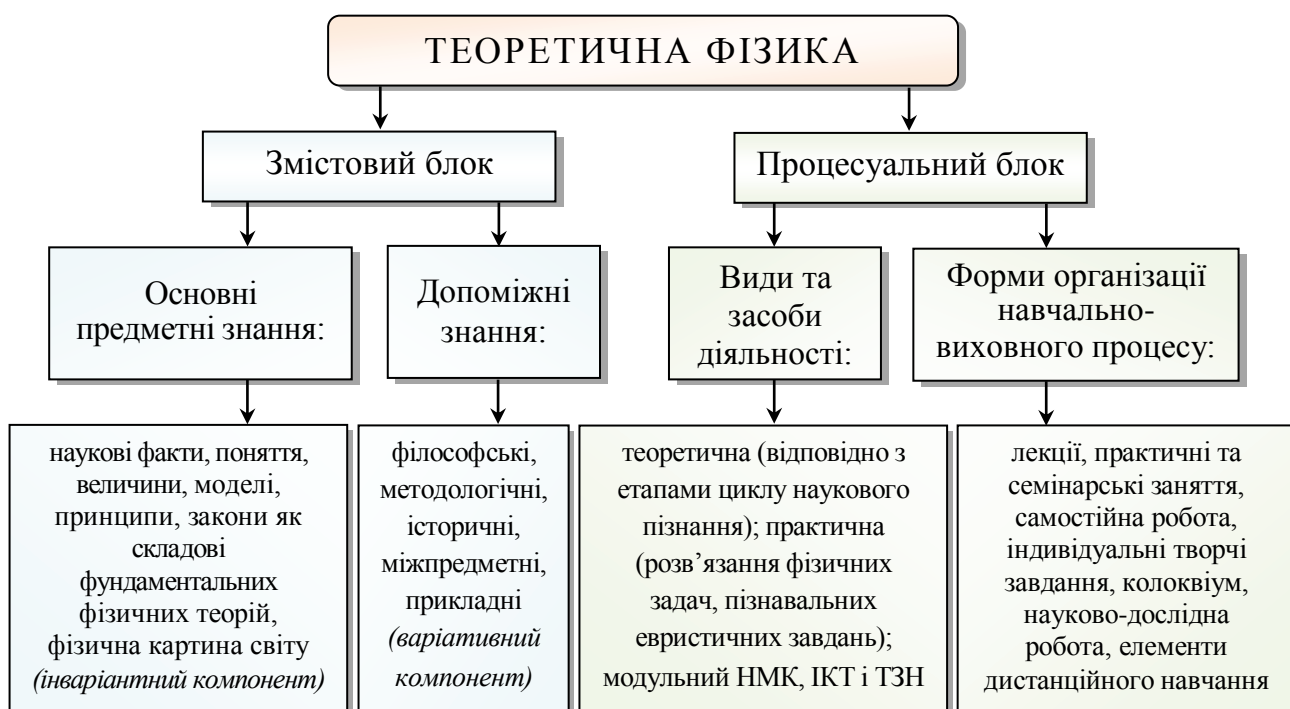 ТЕОРЕТИЧНА ФІЗИКА
Змістовий блок
Процесуальний блок
Основні
предметні знання:
Допоміжні
знання:
Види та
засоби
діяльності:
Форми організації
навчально-
виховного процесу:
наукові факти, поняття,
величини, моделі,
принципи, закони як
складові
фундаментальних
фізичних теорій,
фізична картина світу
(інваріантний компонент)
філософські,
методологічні,
історичні,
міжпредметні,
прикладні
(варіативний
компонент)
теоретична (відповідно з
етапами циклу наукового
пізнання); практична
(розв’язання фізичних
задач, пізнавальних
евристичних завдань);
модульний НМК, ІКТ і ТЗН
лекції, практичні та
семінарські заняття,
самостійна робота,
індивідуальні творчі
завдання, колоквіум,
науково-дослідна
робота, елементи
дистанційного навчання